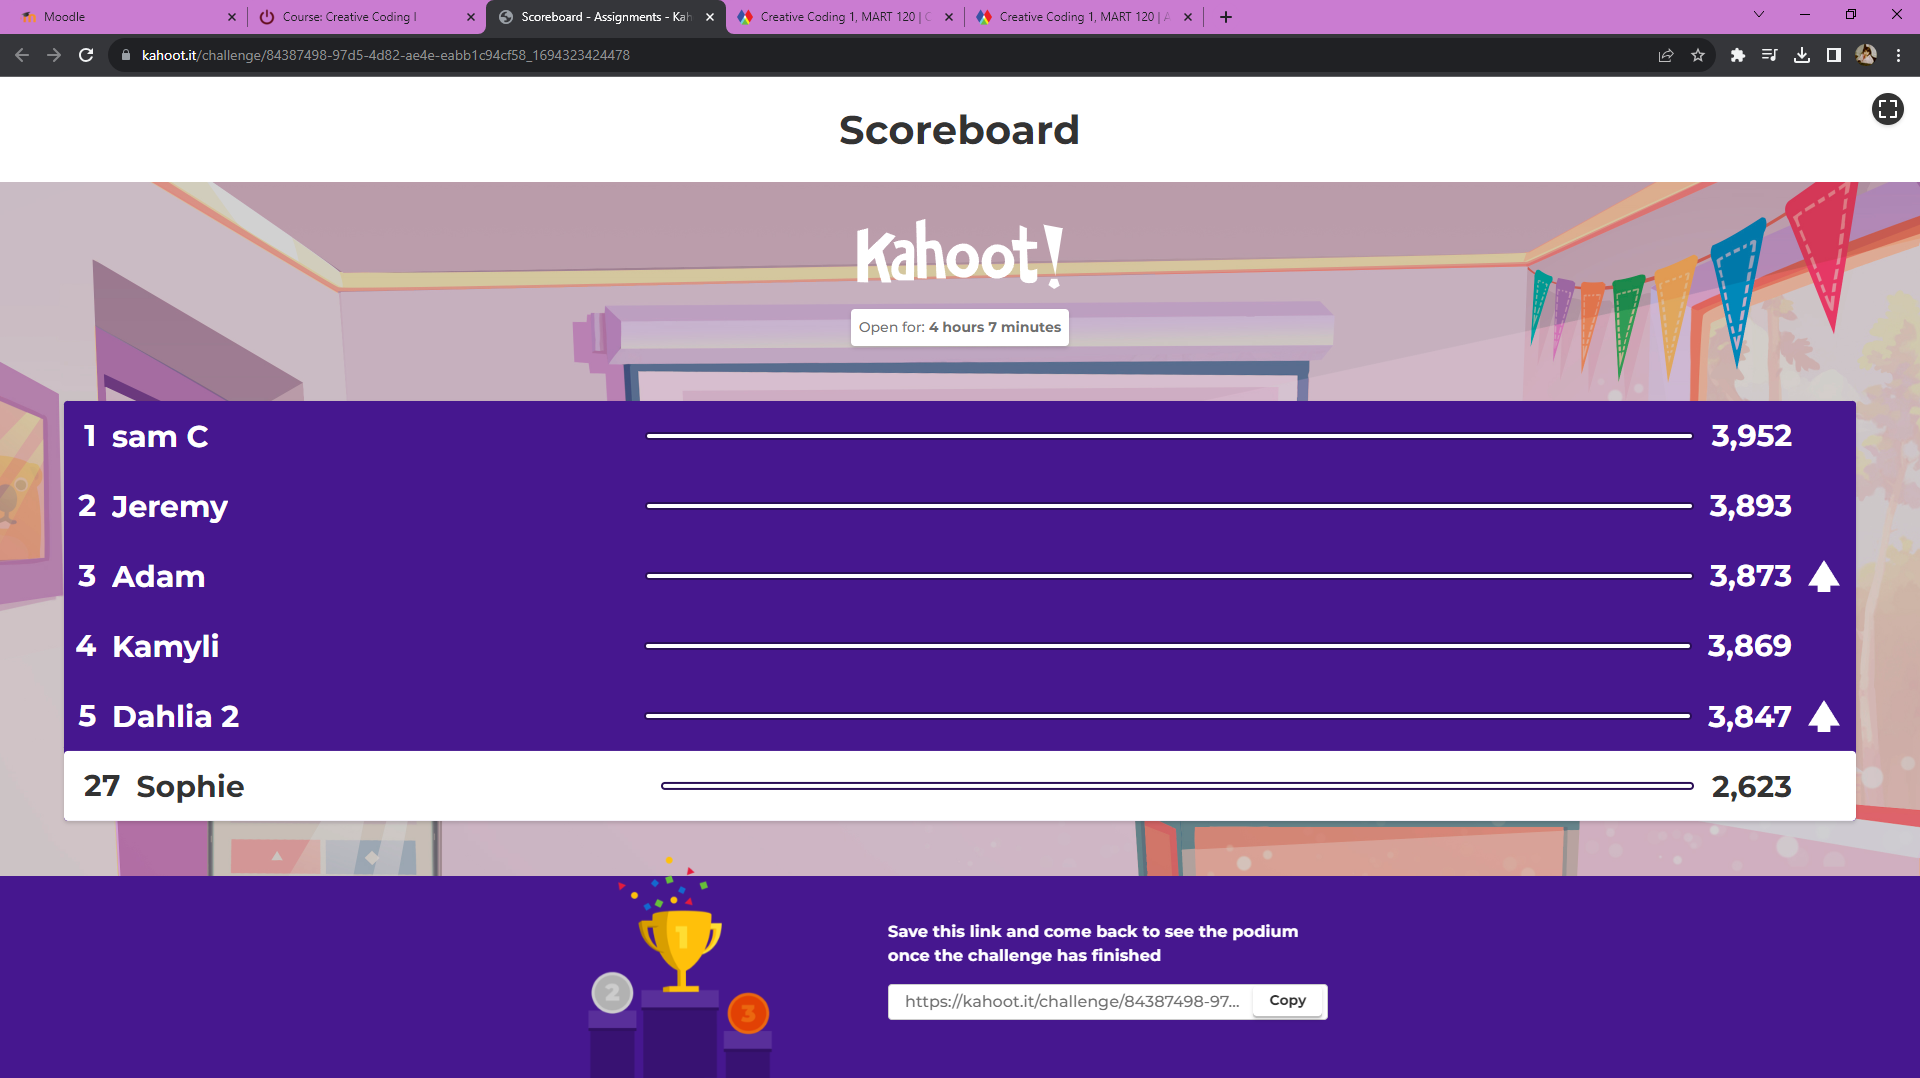 Moodle
Course: Creative Coding I
Scoreboard - Assignments - Kah
Creative Coding 1, MART 120 | C
Creative Coding 1, MART 120 | A
kahoot.it/challenge/84387498-97d5-4d82-ae4e-eabb1c94cf58_1694323424478
Scoreboard
Kahoot!
Open for: 4 hours 7 minutes
1 sam C 3,952
2 Jeremy 3,893
3 Adam 3,873
4 Kamyli 3,869
5 Dahlia 2 3,847
27 Sophie 2,623
1
2
3
Save this link and come back to see the podium
once the challenge has finished
https://kahoot.it/challenge/84387498-97... Copy